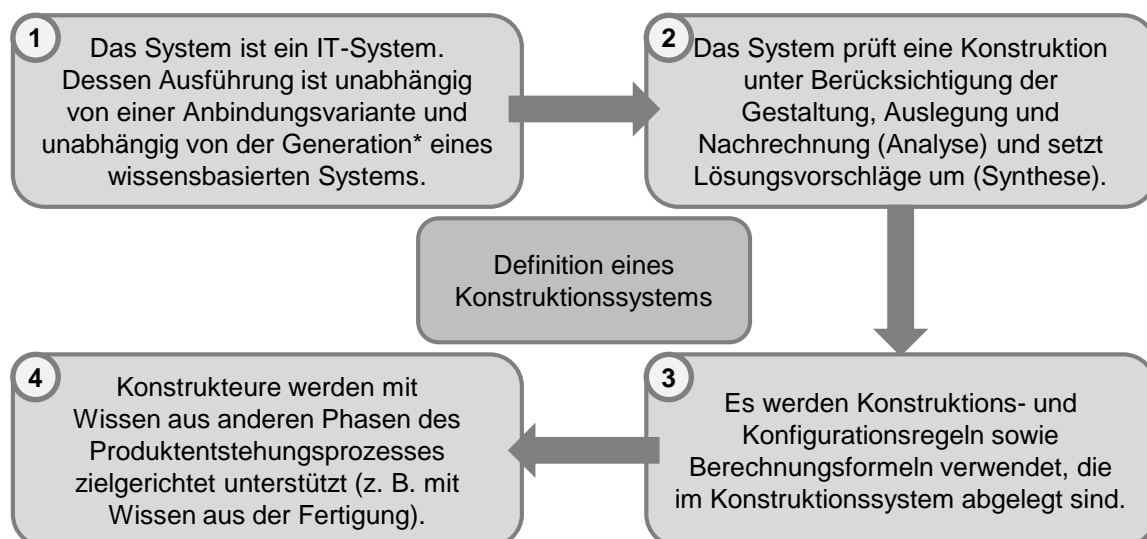 1
Das System ist ein IT-System.
Dessen Ausführung ist unabhängig
von einer Anbindungsvariante und
unabhängig von der Generation* eines
wissensbasierten Systems.
2
Das System prüft eine Konstruktion
unter Berücksichtigung der
Gestaltung, Auslegung und
Nachrechnung (Analyse) und setzt
Lösungsvorschläge um (Synthese).
Definition eines
Konstruktionssystems
3
Es werden Konstruktions- und
Konfigurationsregeln sowie
Berechnungsformeln verwendet, die
im Konstruktionssystem abgelegt sind.
4
Konstrukteure werden mit
Wissen aus anderen Phasen des
Produktentstehungsprozesses
zielgerichtet unterstützt (z. B. mit
Wissen aus der Fertigung).